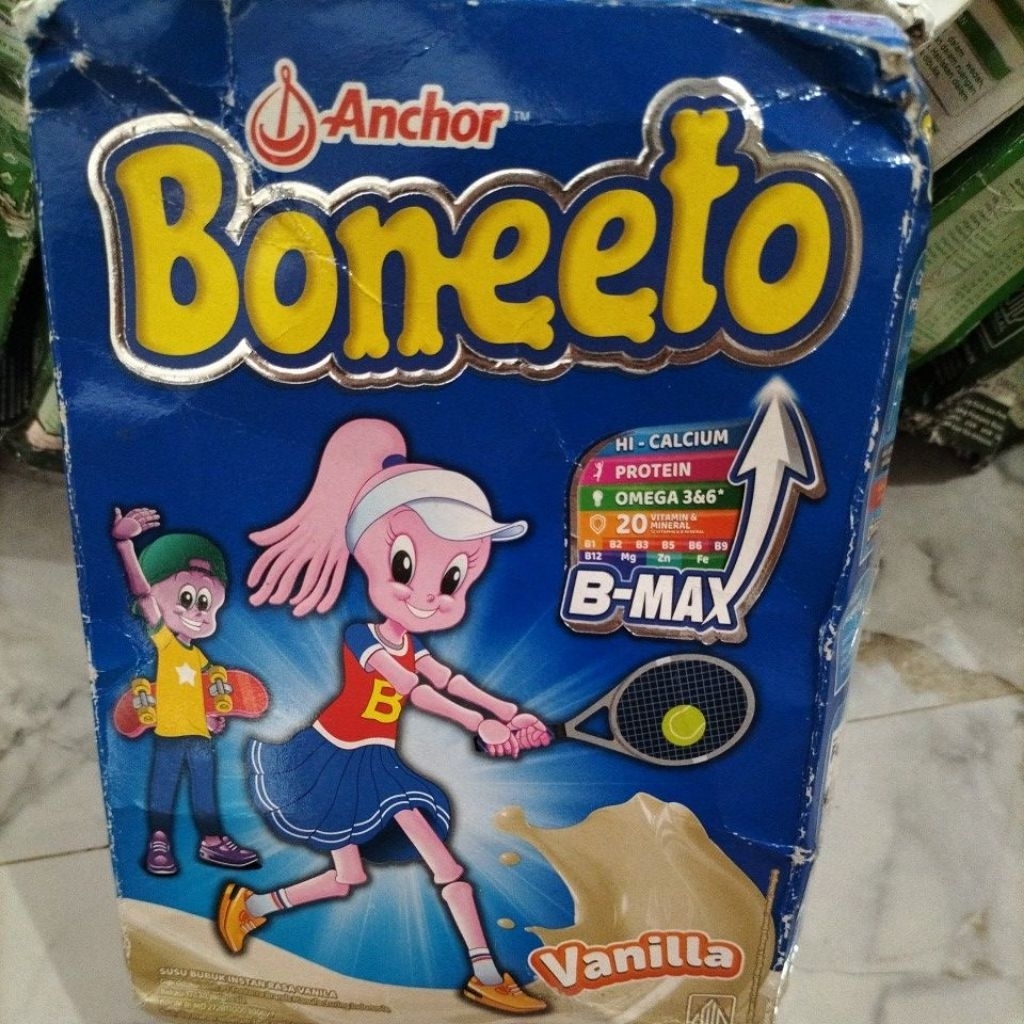 Anchor™
Boneeto
HI - CALCIUM
PROTEIN
OMEGA 3&6*
20 VITAMIN &
MINERAL
B1 B2 B3 B5 B6 B9
B12 Mg Zn Fe
B-MAX
B
Vanilla
SUSU BUBUK INSTAN RASA VANILA